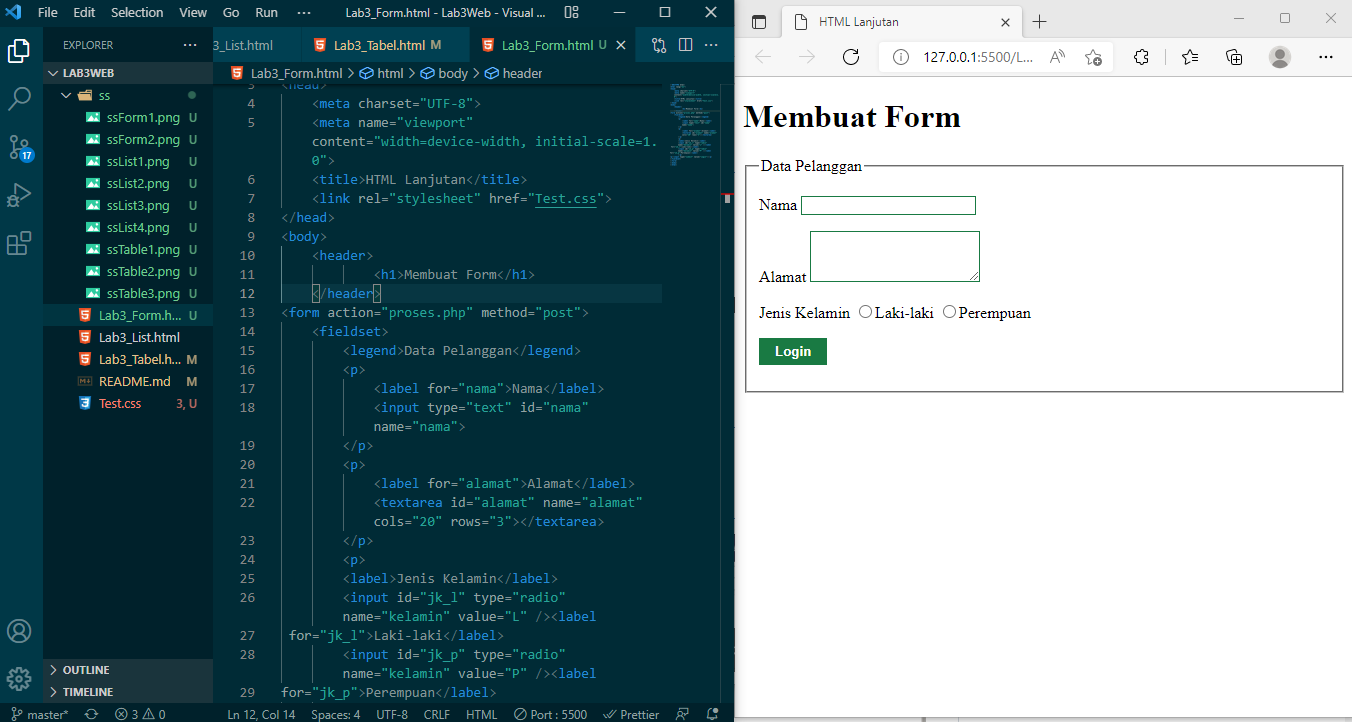 File Edit Selection View Go Run ··· Lab3_Form.html - Lab3Web - Visual ...
EXPLORER ···
LAB3WEB
ss
ssForm1.png U
ssForm2.png U
ssList1.png U
ssList2.png U
ssList3.png U
ssList4.png U
ssTable1.png U
ssTable2.png U
ssTable3.png U
Lab3_Form.h... U
Lab3_List.html
Lab3_Tabel.h... M
README.md M
Test.css 3, U
OUTLINE
TIMELINE
17
3_List.html Lab3_Tabel.html M Lab3_Form.html U
Lab3_Form.html > html > body > header
3 <head>
4 <meta charset="UTF-8">
5 <meta name="viewport"
content="width=device-width, initial-scale=1.
0">
6 <title>HTML Lanjutan</title>
7 <link rel="stylesheet" href="Test.css">
8 </head>
9 <body>
10 <header>
11 <h1>Membuat Form</h1>
12 </header>
13 <form action="proses.php" method="post">
14 <fieldset>
15 <legend>Data Pelanggan</legend>
16 <p>
17 <label for="nama">Nama</label>
18 <input type="text" id="nama"
name="nama">
19 </p>
20 <p>
21 <label for="alamat">Alamat</label>
22 <textarea id="alamat" name="alamat"
cols="20" rows="3"></textarea>
23 </p>
24 <p>
25 <label>Jenis Kelamin</label>
26 <input id="jk_l" type="radio"
name="kelamin" value="L" /><label
27 for="jk_l">Laki-laki</label>
28 <input id="jk_p" type="radio"
name="kelamin" value="P" /><label
29 for="jk_p">Perempuan</label>
master* 3 0 Ln 12, Col 14 Spaces: 4 UTF-8 CRLF HTML Port : 5500 Prettier
HTML Lanjutan
127.0.0.1:5500/L...
Membuat Form
Data Pelanggan
Nama
Alamat
Jenis Kelamin Laki-laki Perempuan
Login